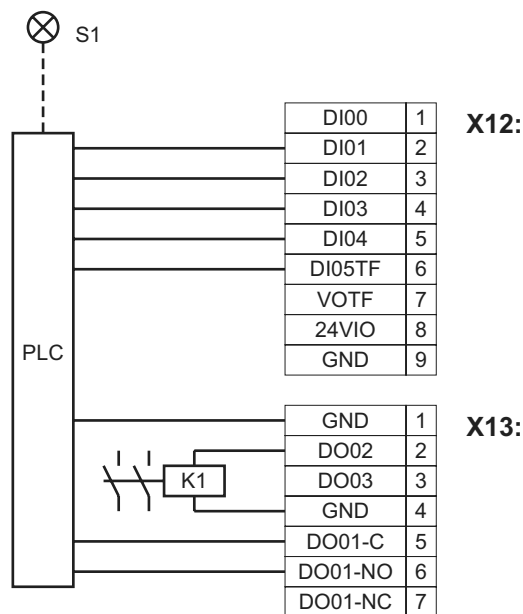 S1
DI00 1 X12:
DI01 2
DI02 3
DI03 4
DI04 5
DI05TF 6
VOTF 7
24VIO 8
PLC
GND 9
GND 1 X13:
DO02 2
K1
DO03 3
GND 4
DO01-C 5
DO01-NO 6
DO01-NC 7